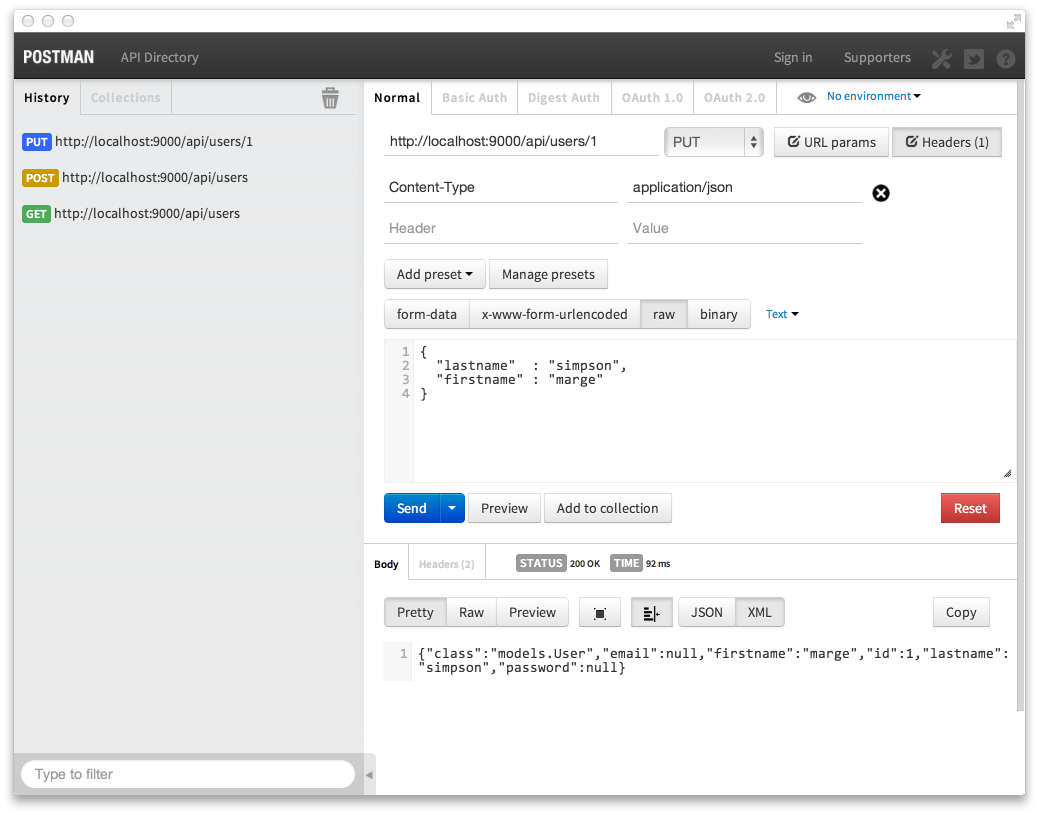 POSTMAN API Directory Sign in Supporters
History Collections
PUT http://localhost:9000/api/users/1
POST http://localhost:9000/api/users
GET http://localhost:9000/api/users
Type to filter
Normal Basic Auth Digest Auth OAuth 1.0 OAuth 2.0 No environment
http://localhost:9000/api/users/1 PUT URL params Headers (1)
Content-Type application/json
Header Value
Add preset Manage presets
form-data x-www-form-urlencoded raw binary Text
1 {
2 "lastname" : "simpson",
3 "firstname" : "marge"
4 }
Send Preview Add to collection Reset
Body Headers (2) STATUS 200 OK TIME 92 ms
Pretty Raw Preview JSON XML Copy
1 {"class":"models.User","email":null,"firstname":"marge","id":1,"lastname":
"simpson","password":null}